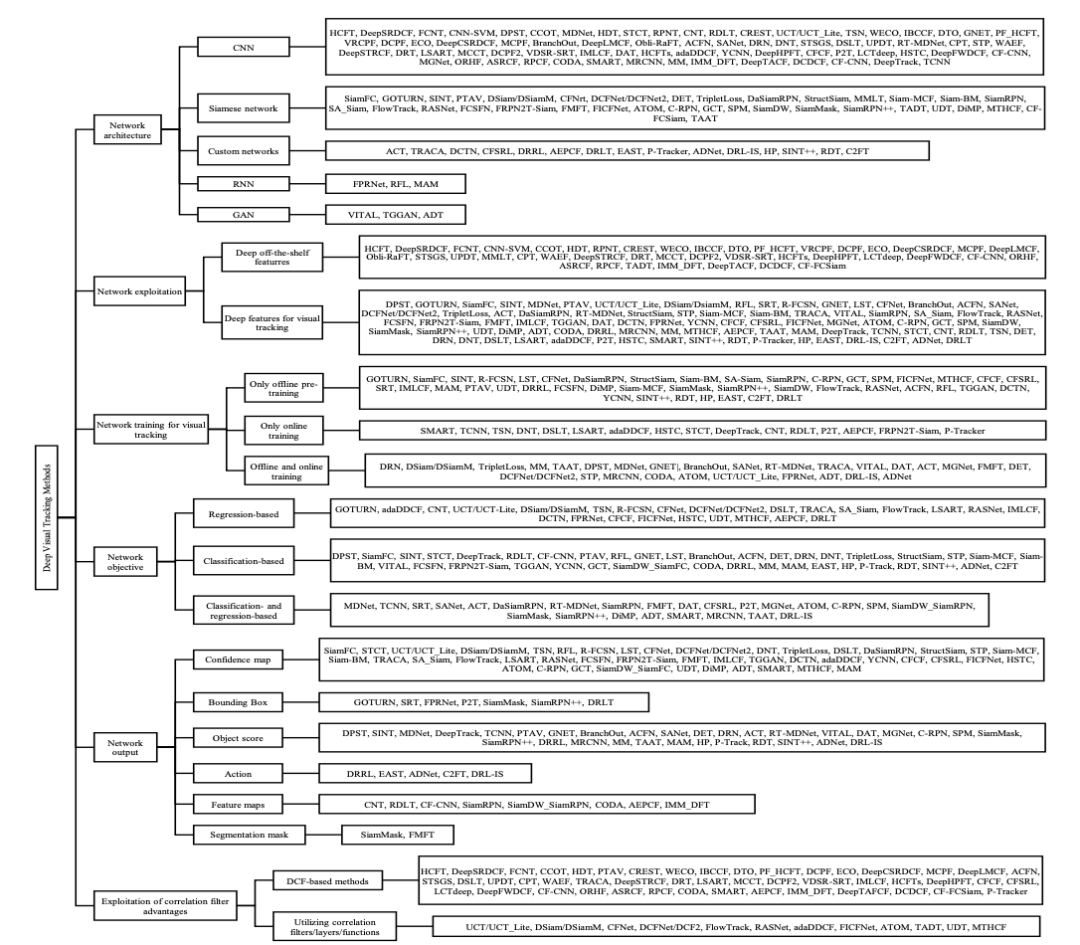 Deep Visual Tracking Methods
Network
architecture
CNN
HCFT, DeepSRDCF, FCNT, CNN-SVM, DPST, CCOT, MDNet, HDT, STCT, RPNT, CNT, RDLT, CREST, UCT/UCT_Lite, TSN, WECO, IBCCF, DTO, GNET, PF_HCFT,
VRCPF, DCPF, ECO, DeepCSRDCF, MCPF, BranchOut, DeepLMCF, Obli-RaFT, ACFN, SANet, DRN, DNT, STSGS, DSLT, UPDT, RT-MDNet, CPT, STP, WAEF,
DeepSTRCF, DRT, LSART, MCCT, DCPF2, VDSR-SRT, IMLCF, DAT, HCFTs, adaDDCF, YCNN, DeepHPFT, CFCF, P2T, LCTdeep, HSTC, DeepFWDCF, CF-CNN,
MGNet, ORHF, ASRCF, RPCF, CODA, SMART, MRCNN, MM, IMM_DFT, DeepTACF, DCDCF, CF-CNN, DeepTrack, TCNN
Siamese network
SiamFC, GOTURN, SINT, PTAV, DSiam/DSiamM, CFNrt, DCFNet/DCFNet2, DET, TripletLoss, DaSiamRPN, StructSiam, MMLT, Siam-MCF, Siam-BM, SiamRPN,
SA_Siam, FlowTrack, RASNet, FCSFN, FRPN2T-Siam, FMFT, FICFNet, ATOM, C-RPN, GCT, SPM, SiamDW, SiamMask, SiamRPN++, TADT, UDT, DiMP, MTHCF, CF-
FCSiam, TAAT
Custom networks
ACT, TRACA, DCTN, CFSRL, DRRL, AEPCF, DRLT, EAST, P-Tracker, ADNet, DRL-IS, HP, SINT++, RDT, C2FT
RNN
FPRNet, RFL, MAM
GAN
VITAL, TGGAN, ADT
Network exploitation
Deep off-the-shelf
featurres
HCFT, DeepSRDCF, FCNT, CNN-SVM, CCOT, HDT, RPNT, CREST, WECO, IBCCF, DTO, PF_HCFT, VRCPF, DCPF, ECO, DeepCSRDCF, MCPF, DeepLMCF,
Obli-RaFT, STSGS, UPDT, MMLT, CPT, WAEF, DeepSTRCF, DRT, MCCT, DCPF2, VDSR-SRT, HCFTs, DeepHPFT, LCTdeep, DeepFWDCF, CF-CNN, ORHF,
ASRCF, RPCF, TADT, IMM_DFT, DeepTACF, DCDCF, CF-FCSiam
Deep features for visual
tracking
DPST, GOTURN, SiamFC, SINT, MDNet, PTAV, UCT/UCT_Lite, DSiam/DsiamM, RFL, SRT, R-FCSN, GNET, LST, CFNet, BranchOut, ACFN, SANet,
DCFNet/DCFNet2, TripletLoss, ACT, DaSiamRPN, RT-MDNet, StructSiam, STP, Siam-MCF, Siam-BM, TRACA, VITAL, SiamRPN, SA_Siam, FlowTrack, RASNet,
FCSFN, FRPN2T-Siam, FMFT, IMLCF, TGGAN, DAT, DCTN, FPRNet, YCNN, CFCF, CFSRL, FICFNet, MGNet, ATOM, C-RPN, GCT, SPM, SiamDW,
SiamMask, SiamRPN++, UDT, DiMP, ADT, CODA, DRRL, MRCNN, MM, MTHCF, AEPCF, TAAT, MAM, DeepTrack, TCNN, STCT, CNT, RDLT, TSN, DET,
DRN, DNT, DSLT, LSART, adaDDCF, P2T, HSTC, SMART, SINT++, RDT, P-Tracker, HP, EAST, DRL-IS, C2FT, ADNet, DRLT
Network training for visual
tracking
Only offline pre-
training
GOTURN, SiamFC, SINT, R-FCSN, LST, CFNet, DaSiamRPN, StructSiam, Siam-BM, SA-Siam, SiamRPN, C-RPN, GCT, SPM, FICFNet, MTHCF, CFCF, CFSRL,
SRT, IMLCF, MAM, PTAV, UDT, DRRL, FCSFN, DiMP, Siam-MCF, SiamMask, SiamRPN++, SiamDW, FlowTrack, RASNet, ACFN, RFL, TGGAN, DCTN,
YCNN, SINT++, RDT, HP, EAST, C2FT, DRLT
Only online
training
SMART, TCNN, TSN, DNT, DSLT, LSART, adaDDCF, HSTC, STCT, DeepTrack, CNT, RDLT, P2T, AEPCF, FRPN2T-Siam, P-Tracker
Offline and online
training
DRN, DSiam/DSiamM, TripletLoss, MM, TAAT, DPST, MDNet, GNET|, BranchOut, SANet, RT-MDNet, TRACA, VITAL, DAT, ACT, MGNet, FMFT, DET,
DCFNet/DCFNet2, STP, MRCNN, CODA, ATOM, UCT/UCT_Lite, FPRNet, ADT, DRL-IS, ADNet
Network
objective
Regression-based
GOTURN, adaDDCF, CNT, UCT/UCT-Lite, DSiam/DSiamM, TSN, R-FCSN, CFNet, DCFNet/DCFNet2, DSLT, TRACA, SA_Siam, FlowTrack, LSART, RASNet, IMLCF,
DCTN, FPRNet, CFCF, FICFNet, HSTC, UDT, MTHCF, AEPCF, DRLT
Classification-based
DPST, SiamFC, SINT, STCT, DeepTrack, RDLT, CF-CNN, PTAV, RFL, GNET, LST, BranchOut, ACFN, DET, DRN, DNT, TripletLoss, StructSiam, STP, Siam-MCF, Siam-
BM, VITAL, FCSFN, FRPN2T-Siam, TGGAN, YCNN, GCT, SiamDW_SiamFC, CODA, DRRL, MM, MAM, EAST, HP, P-Track, RDT, SINT++, ADNet, C2FT
Classification- and
regression-based
MDNet, TCNN, SRT, SANet, ACT, DaSiamRPN, RT-MDNet, SiamRPN, FMFT, DAT, CFSRL, P2T, MGNet, ATOM, C-RPN, SPM, SiamDW_SiamRPN,
SiamMask, SiamRPN++, DiMP, ADT, SMART, MRCNN, TAAT, DRL-IS
Network
output
Confidence map
SiamFC, STCT, UCT/UCT_Lite, DSiam/DSiamM, TSN, RFL, R-FCSN, LST, CFNet, DCFNet/DCFNet2, DNT, TripletLoss, DSLT, DaSiamRPN, StructSiam, STP, Siam-MCF,
Siam-BM, TRACA, SA_Siam, FlowTrack, LSART, RASNet, FCSFN, FRPN2T-Siam, FMFT, IMLCF, TGGAN, DCTN, adaDDCF, YCNN, CFCF, CFSRL, FICFNet, HSTC,
ATOM, C-RPN, GCT, SiamDW_SiamFC, UDT, DiMP, ADT, SMART, MTHCF, MAM
Bounding Box
GOTURN, SRT, FPRNet, P2T, SiamMask, SiamRPN++, DRLT
Object score
DPST, SINT, MDNet, DeepTrack, TCNN, PTAV, GNET, BranchOut, ACFN, SANet, DET, DRN, ACT, RT-MDNet, VITAL, DAT, MGNet, C-RPN, SPM, SiamMask,
SiamRPN++, DRRL, MRCNN, MM, TAAT, MAM, HP, P-Track, RDT, SINT++, ADNet, DRL-IS
Action
DRRL, EAST, ADNet, C2FT, DRL-IS
Feature maps
CNT, RDLT, CF-CNN, SiamRPN, SiamDW_SiamRPN, CODA, AEPCF, IMM_DFT
Segmentation mask
SiamMask, FMFT
Exploitation of correlation filter
advantages
DCF-based methods
HCFT, DeepSRDCF, FCNT, CCOT, HDT, PTAV, CREST, WECO, IBCCF, DTO, PF_HCFT, DCPF, ECO, DeepCSRDCF, MCPF, DeepLMCF, ACFN,
STSGS, DSLT, UPDT, CPT, WAEF, TRACA, DeepSTRCF, DRT, LSART, MCCT, DCPF2, VDSR-SRT, IMLCF, HCFTs, DeepHPFT, CFCF, CFSRL,
LCTdeep, DeepFWDCF, CF-CNN, ORHF, ASRCF, RPCF, CODA, SMART, AEPCF, IMM_DFT, DeepTAFCF, DCDCF, CF-FCSiam, P-Tracker
Utilizing correlation
filters/layers/functions
UCT/UCT_Lite, DSiam/DSiamM, CFNet, DCFNet/DCF2, FlowTrack, RASNet, adaDDCF, FICFNet, ATOM, TADT, UDT, MTHCF